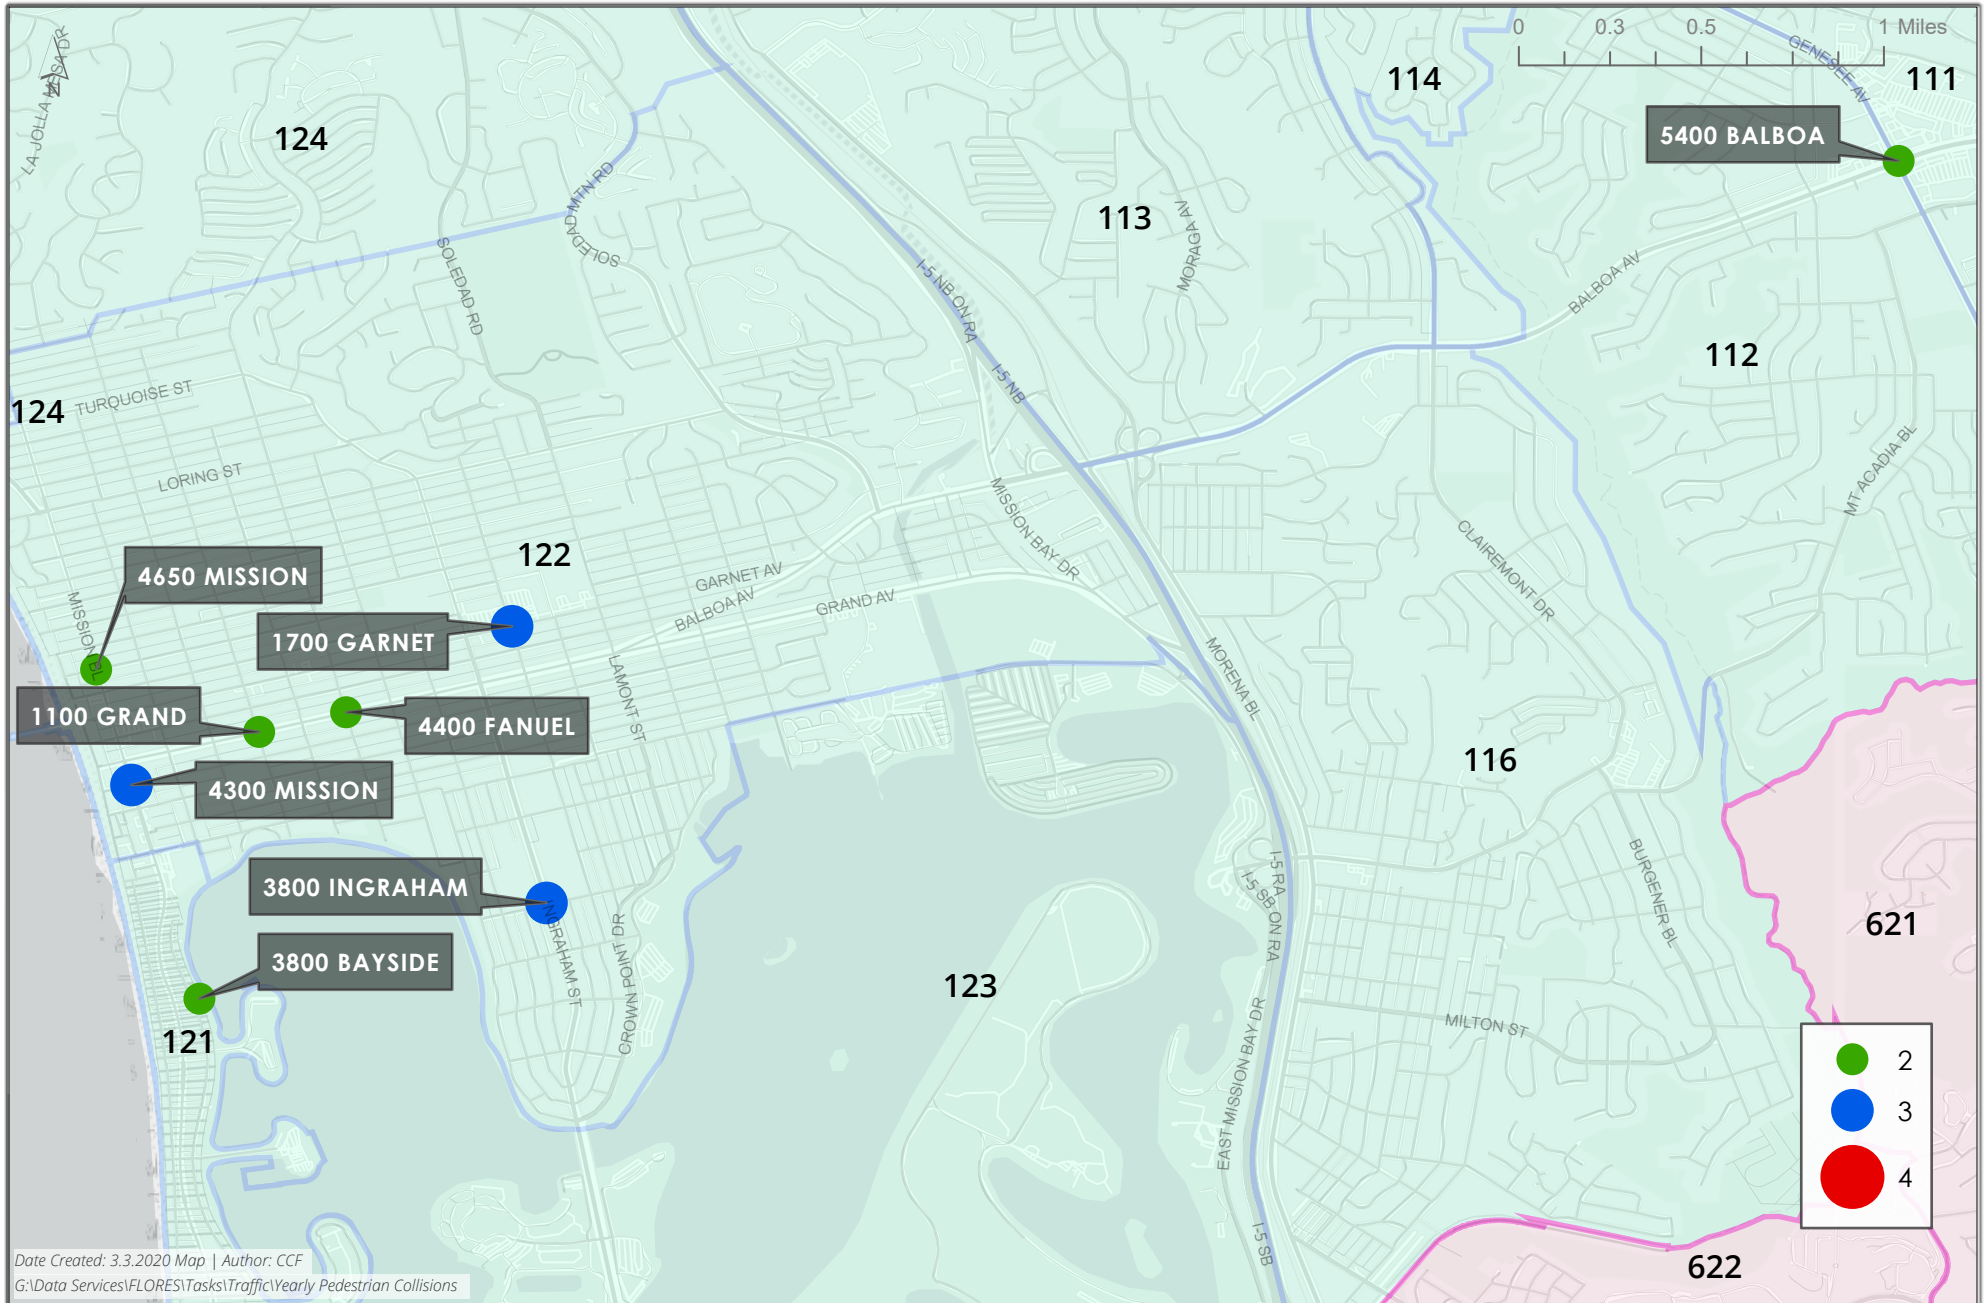 0 0.3 0.5 1 Miles
LA JOLLA MESA DR
GENESEE AV
114
111
124
5400 BALBOA
SOLEDAD MTN RD
113
MORAGA AV
SOLEDAD RD
I-5 NB ON RA
BALBOA AV
112
I-5 NB
124
TURQUOISE ST
LORING ST
MT ACADIA BL
MISSION BAY DR
122
CLAIREMONT DR
4650 MISSION
GARNET AV
BALBOA AV
GRAND AV
MISSION BL
1700 GARNET
LAMONT ST
MORENA BL
1100 GRAND
4400 FANUEL
116
4300 MISSION
3800 INGRAHAM
I-5 RA
I-5 SB ON RA
BURGENER BL
621
INGRAHAM ST
CROWN POINT DR
3800 BAYSIDE
123
121
MILTON ST
EAST MISSION BAY DR
2
3
4
I-5 SB
622
Date Created: 3.3.2020 Map | Author: CCF
G:\Data Services\FLORES\Tasks\Traffic\Yearly Pedestrian Collisions